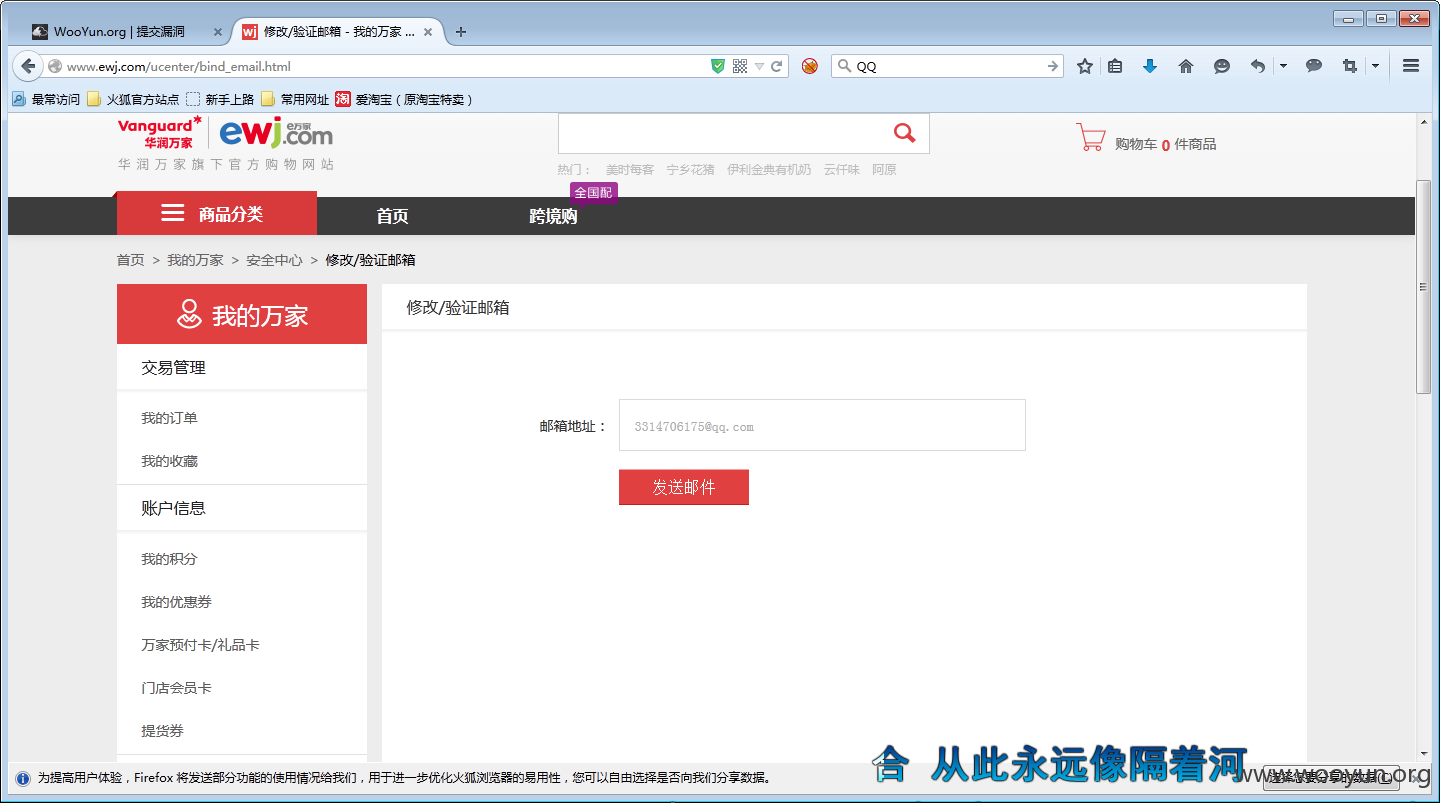 WooYun.org | 提交漏洞
修改/验证邮箱 - 我的万家 ...
www.ewj.com/ucenter/bind_email.html
QQ
最常访问 火狐官方站点 新手上路 常用网址 淘 爱淘宝（原淘宝特卖）
Vanguard
华润万家
ewj.com
e万家
华润万家旗下官方购物网站
购物车 0 件商品
热门： 美时每客 宁乡花猪 伊利金典有机奶 云仟味 阿原
全国配
商品分类 首页 跨境购
首页 > 我的万家 > 安全中心 > 修改/验证邮箱
我的万家
修改/验证邮箱
交易管理
我的订单
我的收藏
账户信息
我的积分
我的优惠券
万家预付卡/礼品卡
门店会员卡
提货券
邮箱地址：
3314706175@qq.com
发送邮件
合 从此永远像隔着河
为提高用户体验，Firefox 将发送部分功能的使用情况给我们，用于进一步优化火狐浏览器的易用性，您可以自由选择是否向我们分享数据。
www.wooyun.org